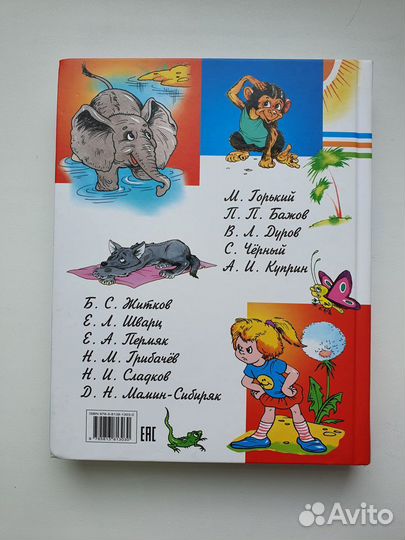 М. Горький
П. П. Бажов
В. Л. Дуров
С. Чёрный
А. И. Куприн
Б. С. Житков
Е. Л. Шварц
Е. А. Пермяк
Н. М. Грибачёв
Н. И. Сладков
Д. Н. Мамин-Сибиряк
EAC
Avito